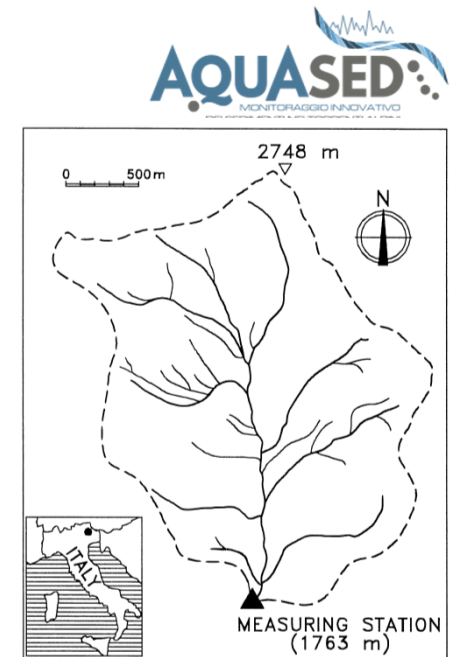 AQUASED
MONITORAGGIO INNOVATIVO
2748 m
0 500m
N
ITALY
MEASURING STATION
(1763 m)